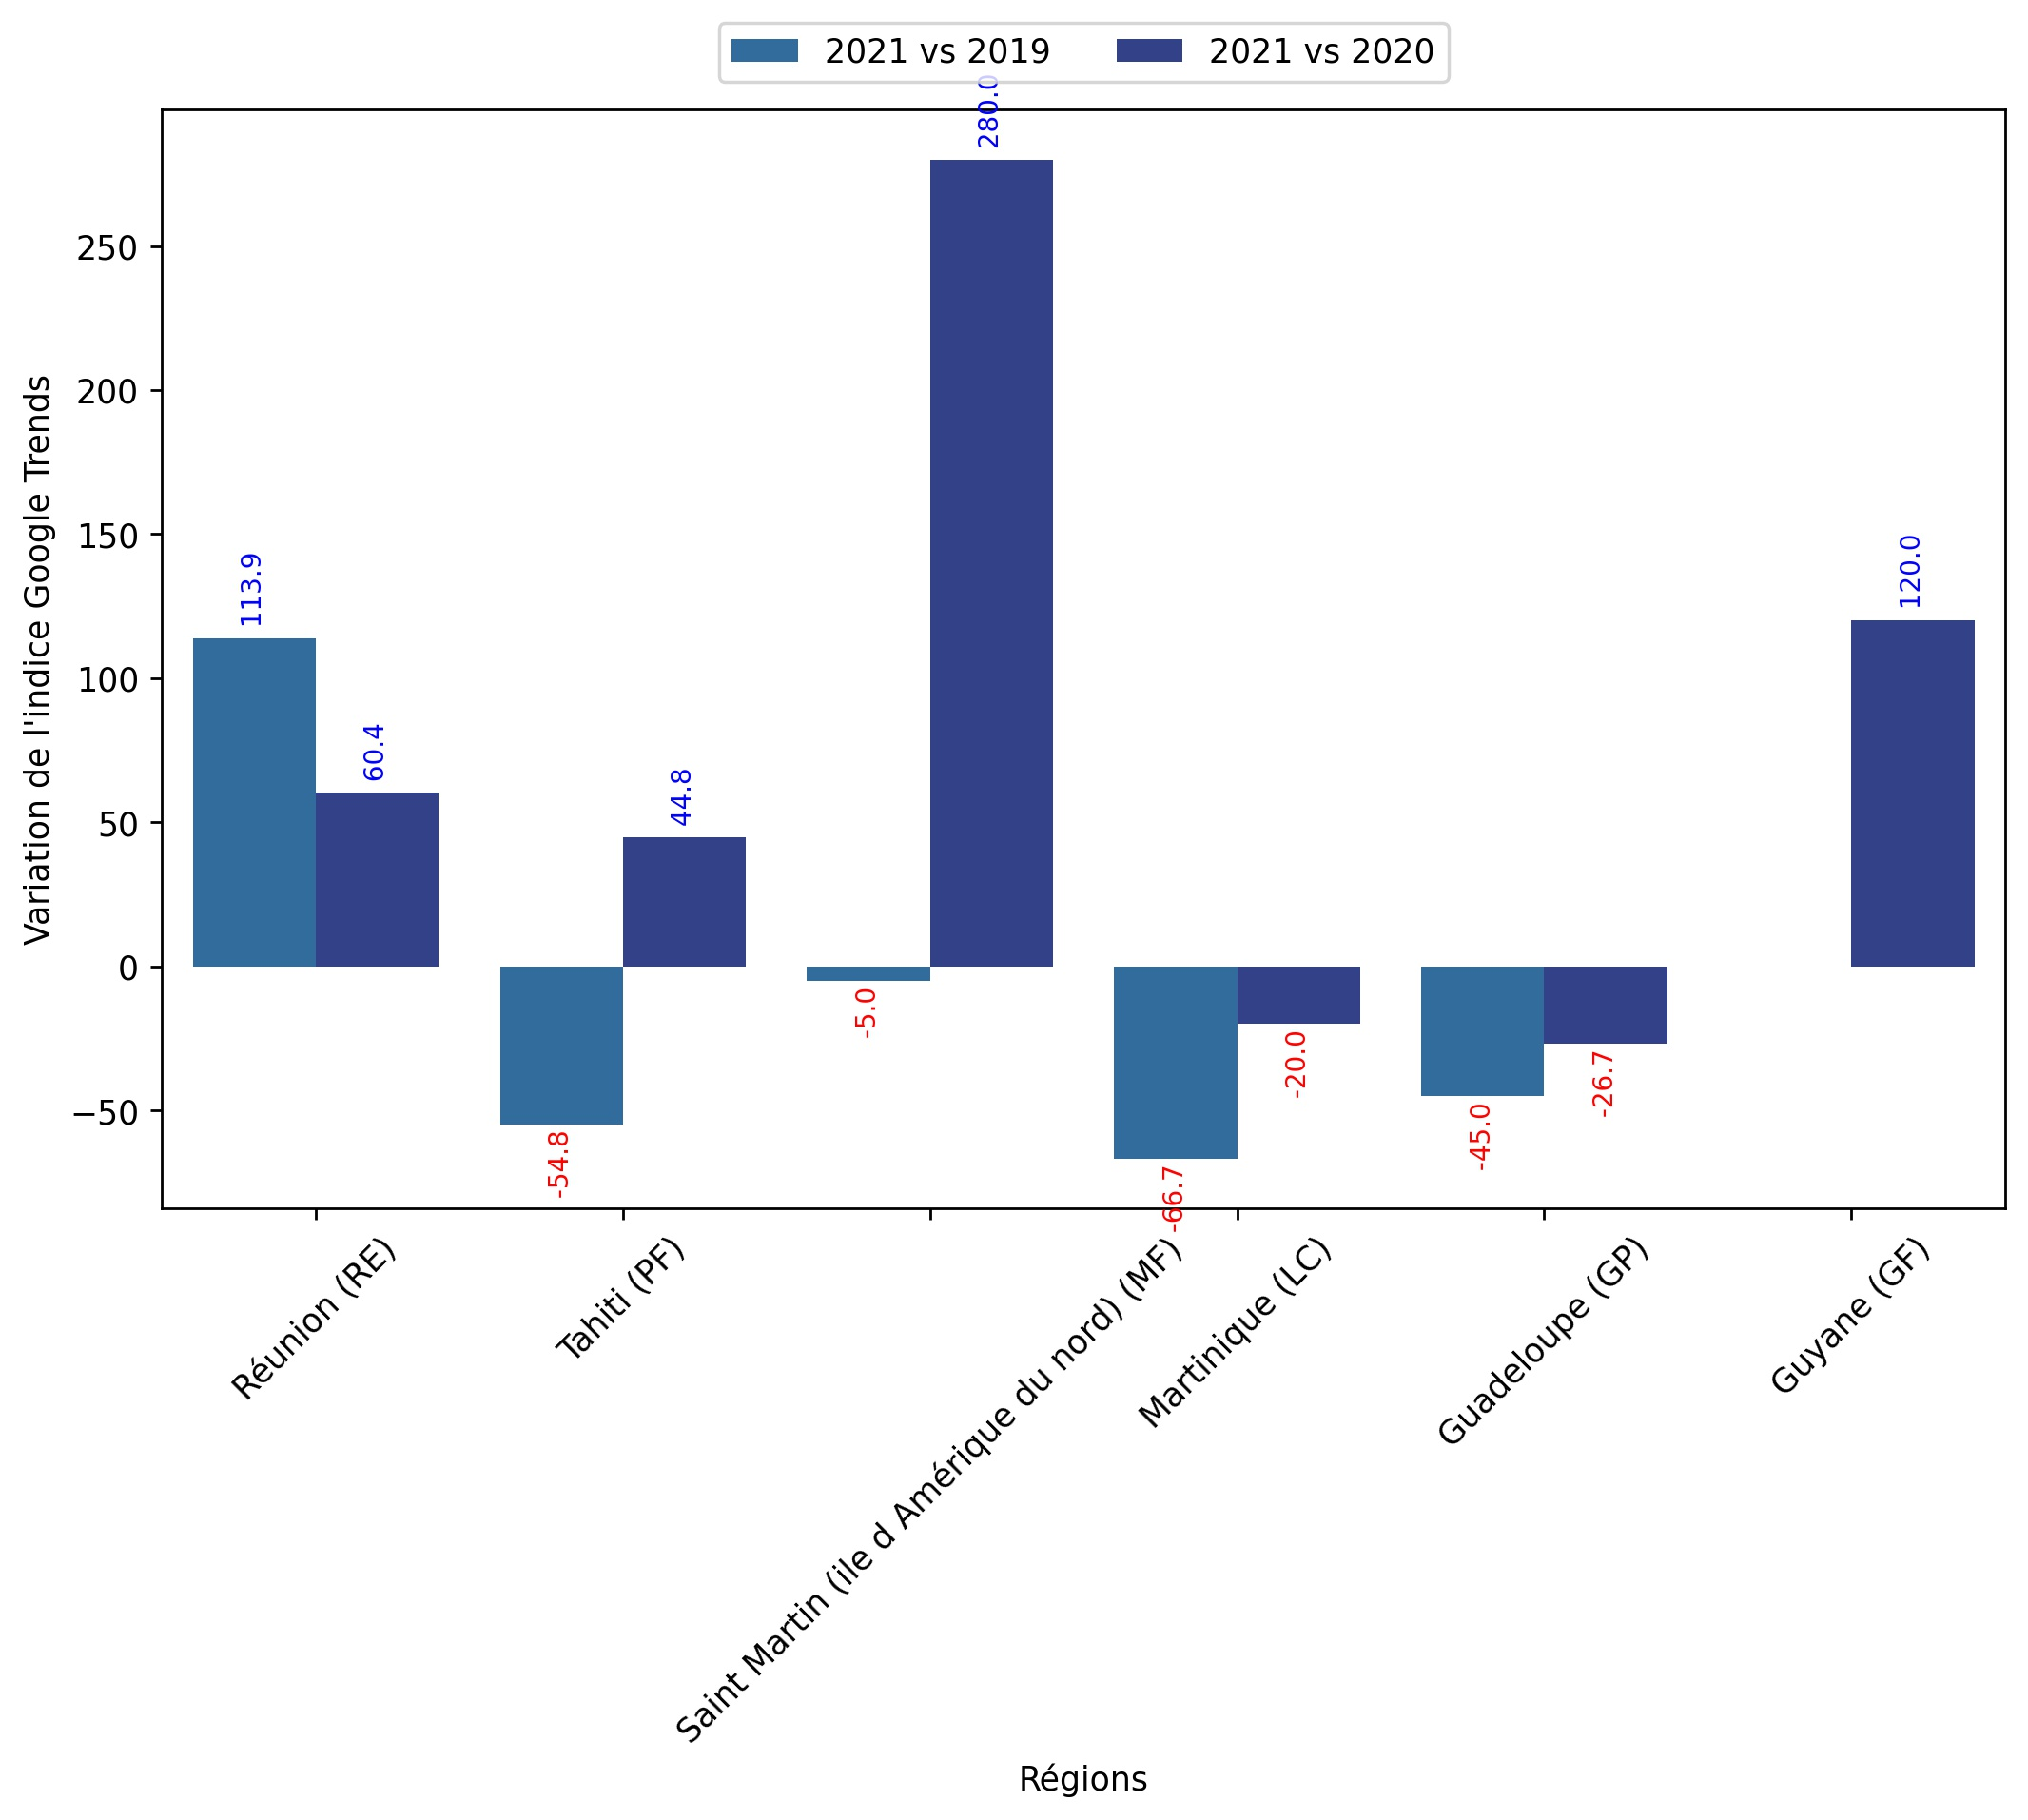 2021 vs 2019 2021 vs 2020
Variation de l'indice Google Trends
250
200
150
100
50
0
−50
113.9
60.4
-54.8
44.8
-5.0
280.0
-66.7
-20.0
-45.0
-26.7
120.0
Réunion (RE)
Tahiti (PF)
Saint Martin (ile d Amérique du nord) (MF)
Martinique (LC)
Guadeloupe (GP)
Guyane (GF)
Régions